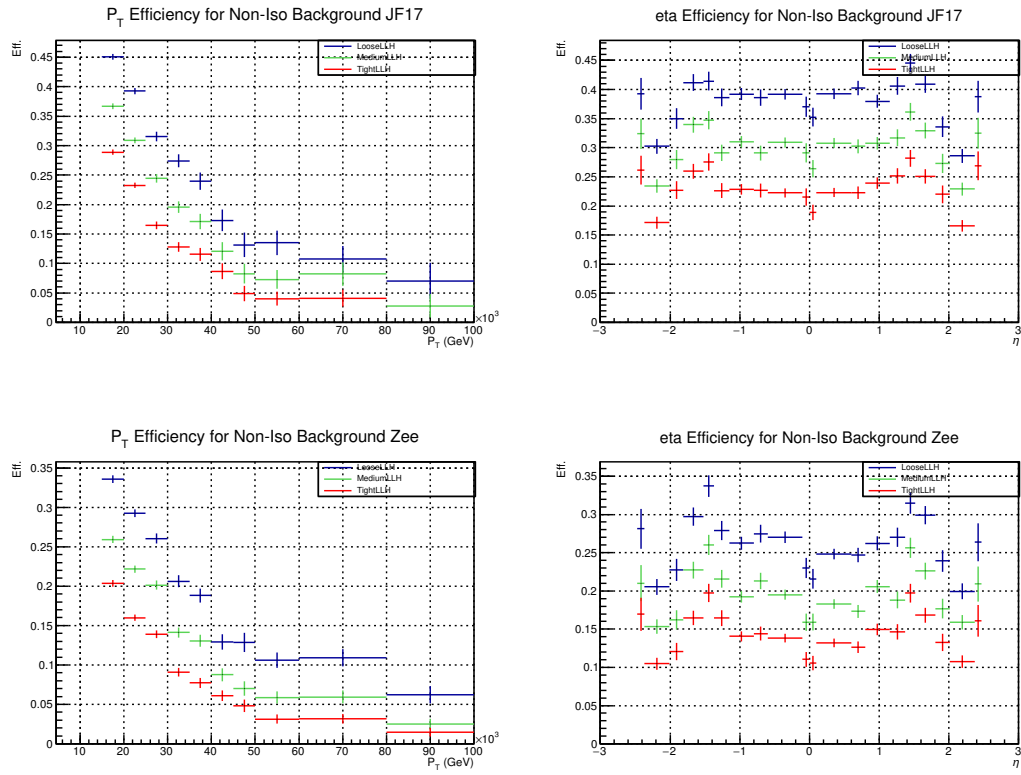 P_T Efficiency for Non-Iso Background JF17
Eff.
LooseLLH
MediumLLH
TightLLH
0.45
0.4
0.35
0.3
0.25
0.2
0.15
0.1
0.05
0
10 20 30 40 50 60 70 80 90 100
×10³
P_T (GeV)
eta Efficiency for Non-Iso Background JF17
Eff.
LooseLLH
MediumLLH
TightLLH
0.45
0.4
0.35
0.3
0.25
0.2
0.15
0.1
0.05
0
−3 −2 −1 0 1 2 3
η
P_T Efficiency for Non-Iso Background Zee
Eff.
LooseLLH
MediumLLH
TightLLH
0.35
0.3
0.25
0.2
0.15
0.1
0.05
0
10 20 30 40 50 60 70 80 90 100
×10³
P_T (GeV)
eta Efficiency for Non-Iso Background Zee
Eff.
LooseLLH
MediumLLH
TightLLH
0.35
0.3
0.25
0.2
0.15
0.1
0.05
0
−3 −2 −1 0 1 2 3
η